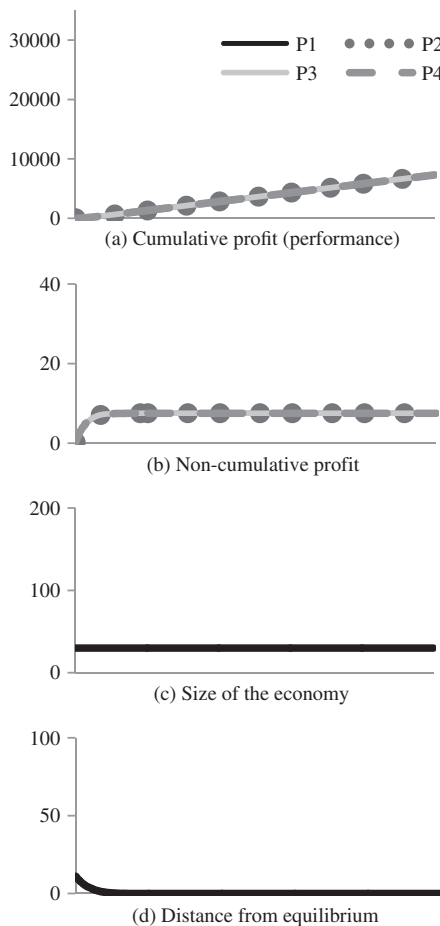 30000
20000
10000
0
P1
P2
P3
P4
(a) Cumulative profit (performance)
40
20
0
(b) Non-cumulative profit
200
100
0
(c) Size of the economy
100
50
0
(d) Distance from equilibrium